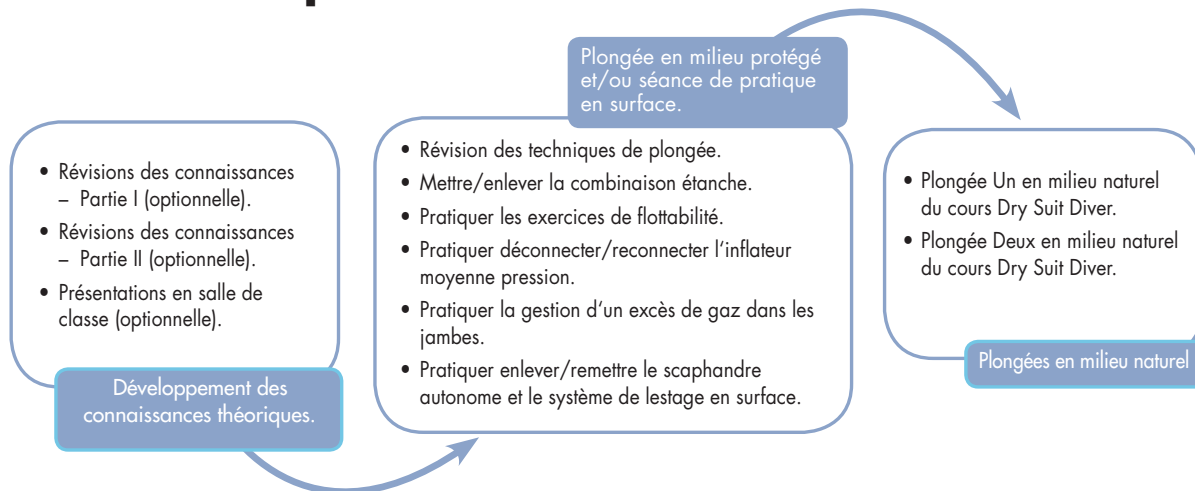 • Révisions des connaissances
– Partie I (optionnelle).
• Révisions des connaissances
– Partie II (optionnelle).
• Présentations en salle de
classe (optionnelle).
Développement des
connaissances théoriques.
Plongée en milieu protégé
et/ou séance de pratique
en surface.
• Révision des techniques de plongée.
• Mettre/enlever la combinaison étanche.
• Pratiquer les exercices de flottabilité.
• Pratiquer déconnecter/reconnecter l’inflateur
moyenne pression.
• Pratiquer la gestion d’un excès de gaz dans les
jambes.
• Pratiquer enlever/remettre le scaphandre
autonome et le système de lestage en surface.
• Plongée Un en milieu naturel
du cours Dry Suit Diver.
• Plongée Deux en milieu naturel
du cours Dry Suit Diver.
Plongées en milieu naturel